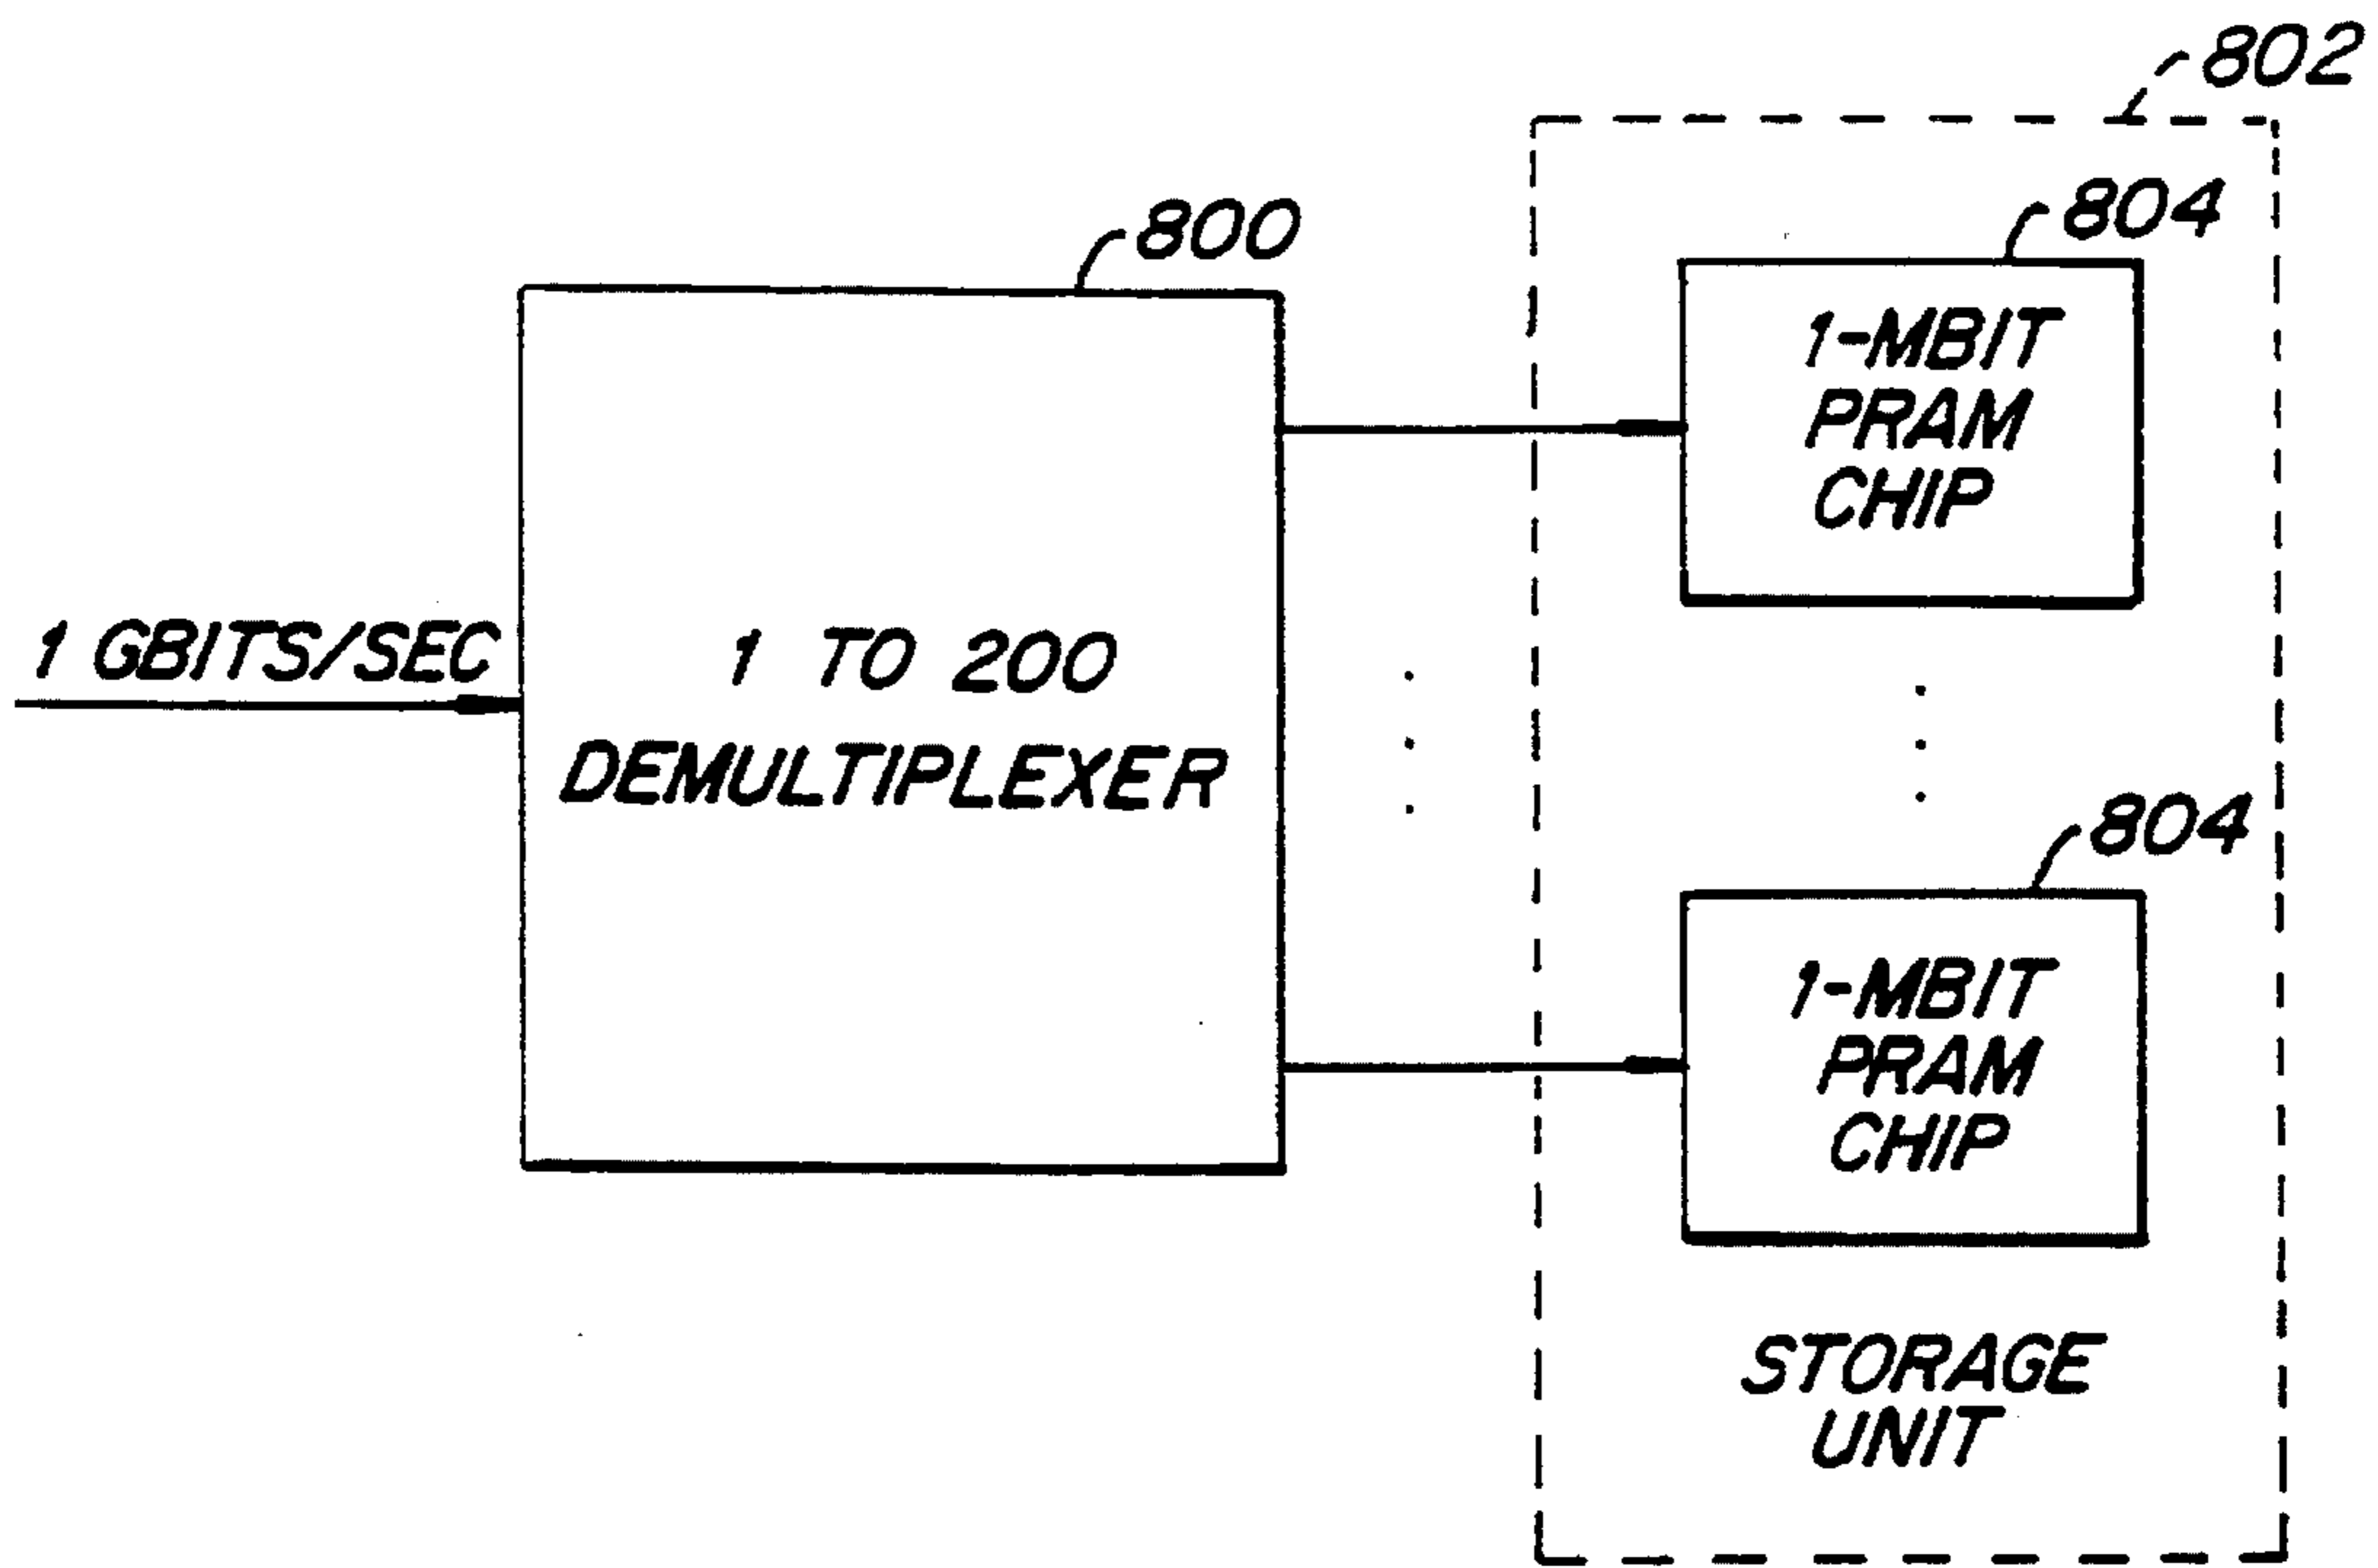 802
800
804
1-MBIT
PRAM
CHIP
1 GBITS/SEC
1 TO 200
DEMULTIPLEXER
804
1-MBIT
PRAM
CHIP
STORAGE
UNIT